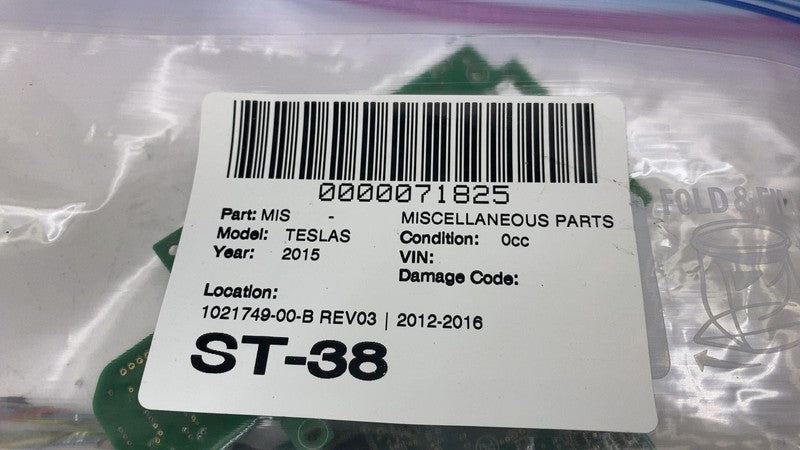 0000071825
Part: MIS - MISCELLANEOUS PARTS
Model: TESLAS Condition: 0cc
Year: 2015 VIN:
Damage Code:
Location:
1021749-00-B REV03 | 2012-2016
ST-38
FOLD &